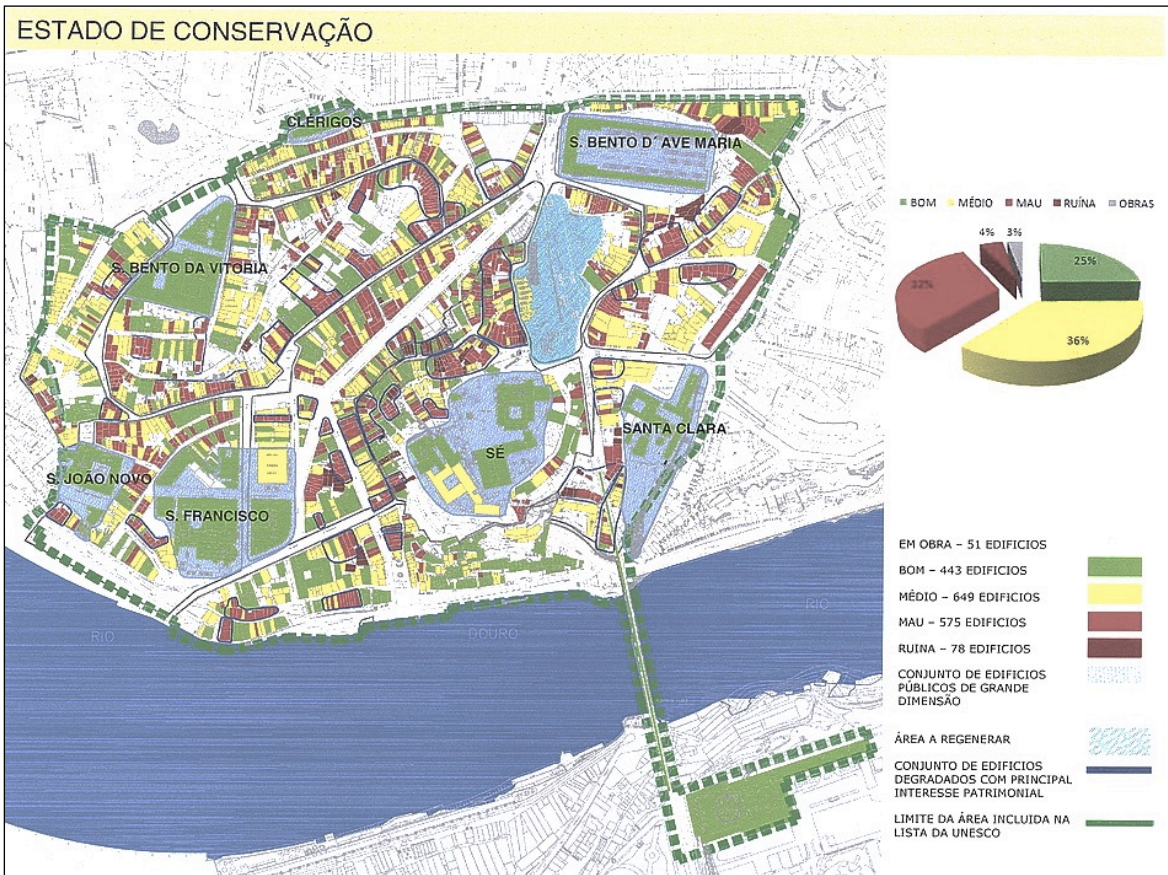 ESTADO DE CONSERVAÇÃO
CLÉRIGOS
S. BENTO D´AVE MARIA
S. BENTO DA VITORIA
SANTA CLARA
SÉ
S. JOÃO NOVO
S. FRANCISCO
RIO
DOURO
RIO
BOM MÉDIO MAU RUÍNA OBRAS
4% 3%
25%
32%
36%
EM OBRA – 51 EDIFICIOS
BOM – 443 EDIFICIOS
MÉDIO – 649 EDIFICIOS
MAU – 575 EDIFICIOS
RUINA – 78 EDIFICIOS
CONJUNTO DE EDIFICIOS
PÚBLICOS DE GRANDE
DIMENSÃO
ÁREA A REGENERAR
CONJUNTO DE EDIFICIOS
DEGRADADOS COM PRINCIPAL
INTERESSE PATRIMONIAL
LIMITE DA ÁREA INCLUIDA NA
LISTA DA UNESCO